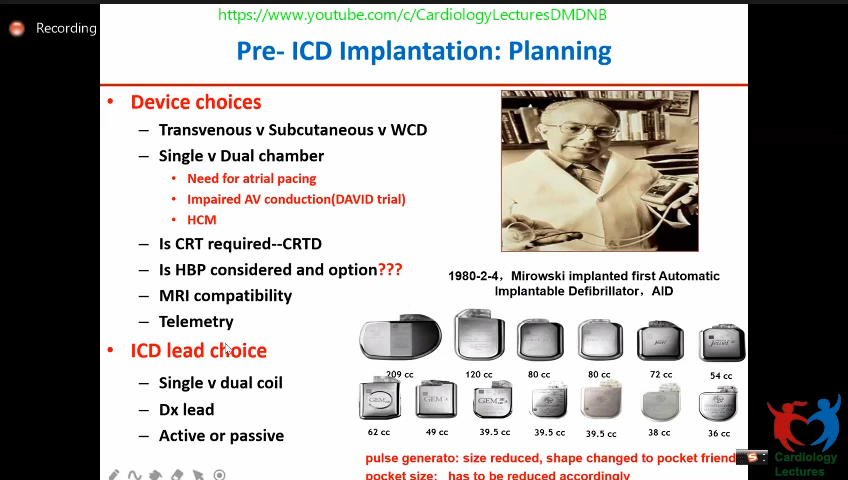 https://www.youtube.com/c/CardiologyLecturesDMDNB
Recording
Pre- ICD Implantation: Planning
• Device choices
– Transvenous v Subcutaneous v WCD
– Single v Dual chamber
• Need for atrial pacing
• Impaired AV conduction(DAVID trial)
• HCM
– Is CRT required--CRTD
– Is HBP considered and option???
– MRI compatibility
– Telemetry
• ICD lead choice
– Single v dual coil
– Dx lead
– Active or passive
1980-2-4, Mirowski implanted first Automatic
Implantable Defibrillator, AID
209 cc 120 cc 80 cc 80 cc 72 cc 54 cc
GEM GEM GEM
62 cc 49 cc 39.5 cc 39.5 cc 39.5 cc 38 cc 36 cc
pulse generato: size reduced, shape changed to pocket friend
pocket size: has to be reduced accordingly
Cardiology
Lectures